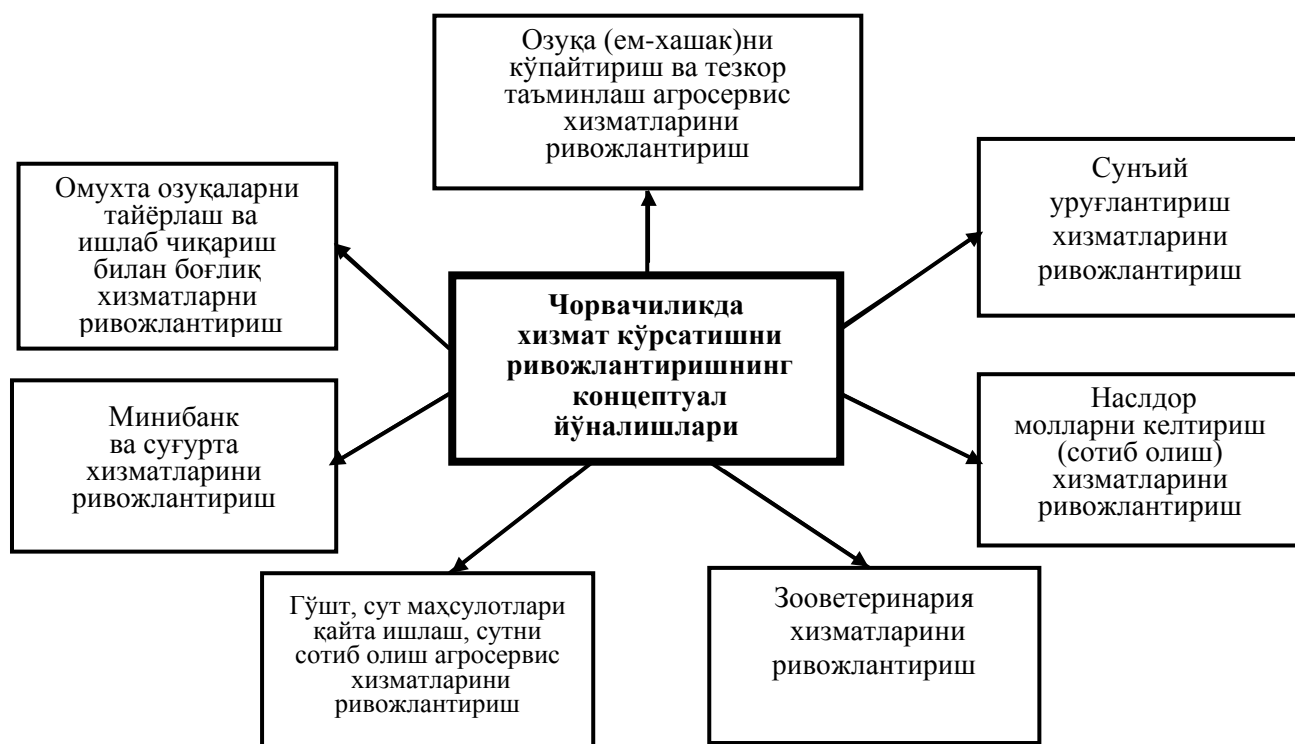 Озуқа (ем-хашак)ни
кўпайтириш ва тезкор
таъминлаш агросервис
хизматларини
ривожлантириш
Омухта озуқаларни
тайёрлаш ва
ишлаб чиқариш
билан боғлиқ
хизматларни
ривожлантириш
Сунъий
уруғлантириш
хизматларини
ривожлантириш
Чорвачиликда
хизмат кўрсатишни
ривожлантиришнинг
концептуал
йўналишлари
Минибанк
ва суғурта
хизматларини
ривожлантириш
Наслдор
молларни келтириш
(сотиб олиш)
хизматларини
ривожлантириш
Гўшт, сут маҳсулотлари
қайта ишлаш, сутни
сотиб олиш агросервис
хизматларини
ривожлантириш
Зооветеринария
хизматларини
ривожлантириш